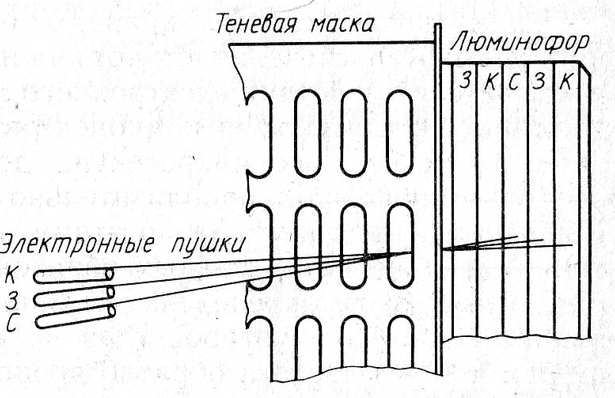 Теневая маска
Люминофор
З К С З К
Электронные пушки
К
З
С